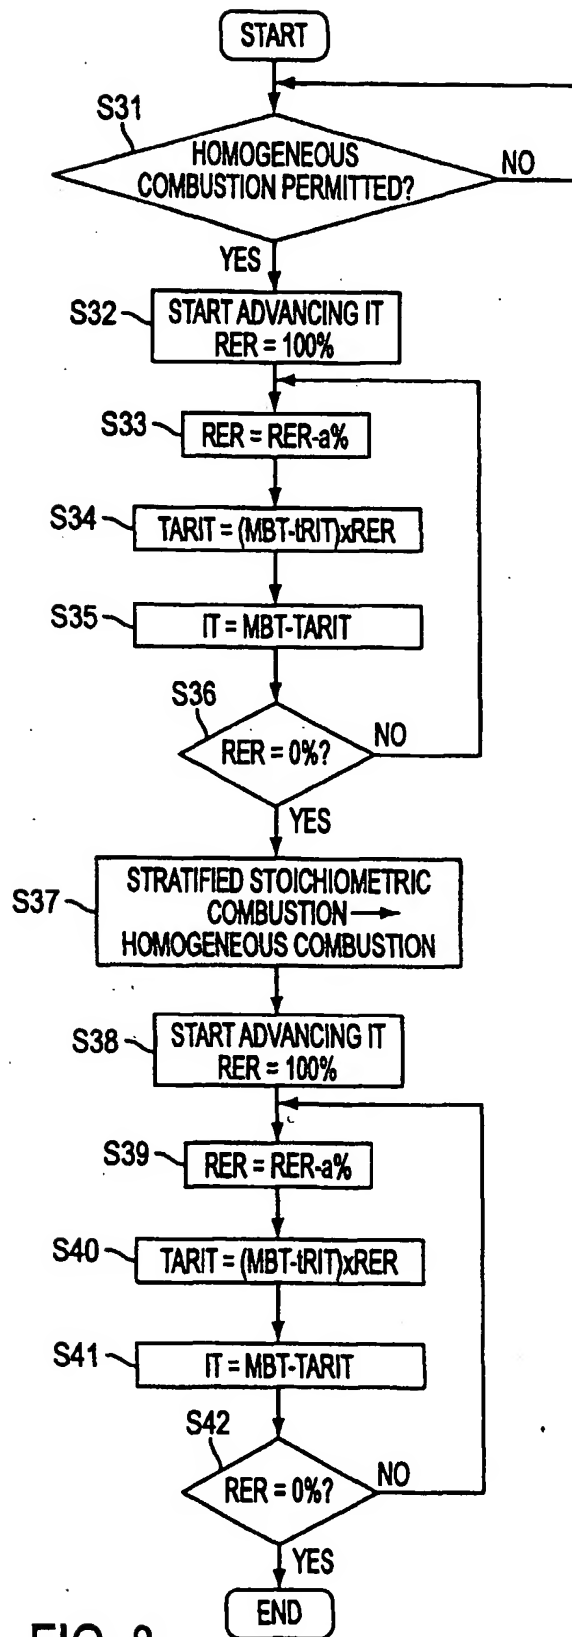 START
S31
HOMOGENEOUS
COMBUSTION PERMITTED?
NO
YES
S32
START ADVANCING IT
RER = 100%
S33
RER = RER-a%
S34
TARIT = (MBT-tRIT)xRER
S35
IT = MBT-TARIT
S36
RER = 0%?
NO
YES
S37
STRATIFIED STOICHIOMETRIC
COMBUSTION →
HOMOGENEOUS COMBUSTION
S38
START ADVANCING IT
RER = 100%
S39
RER = RER-a%
S40
TARIT = (MBT-tRIT)xRER
S41
IT = MBT-TARIT
S42
RER = 0%?
NO
YES
END
FIG.